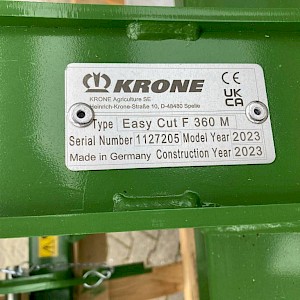 KRONE
KRONE Agriculture SE
Heinrich-Krone-Straße 10, D-48480 Spelle
CE
UK
CA
Type Easy Cut F 360 M
Serial Number 1127205 Model Year 2023
Made in Germany Construction Year 2023